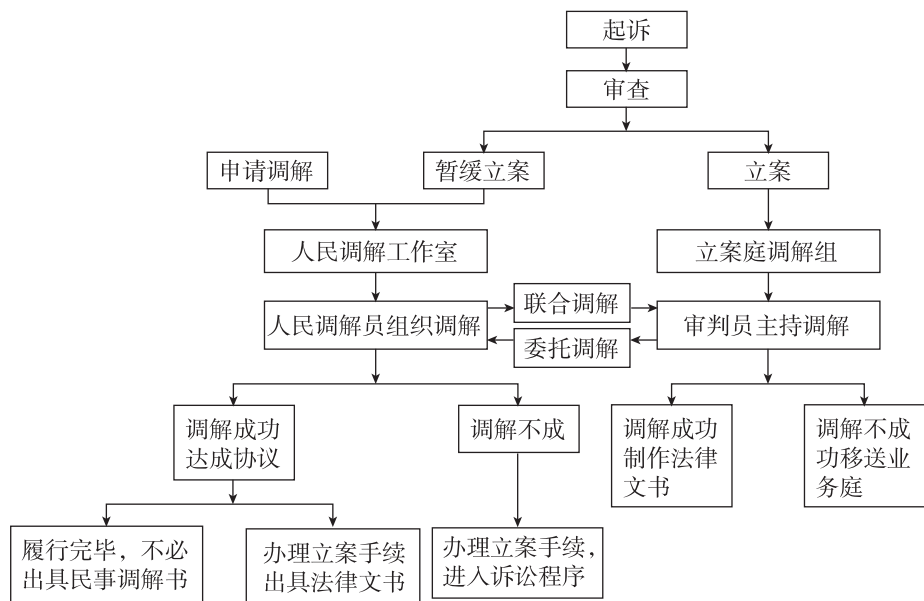 起诉
审查
申请调解
暂缓立案
立案
人民调解工作室
立案庭调解组
人民调解员组织调解
联合调解
委托调解
审判员主持调解
调解成功
达成协议
调解不成
调解成功
制作法律
文书
调解不成
功移送业
务庭
履行完毕，不必
出具民事调解书
办理立案手续
出具法律文书
办理立案手续，
进入诉讼程序